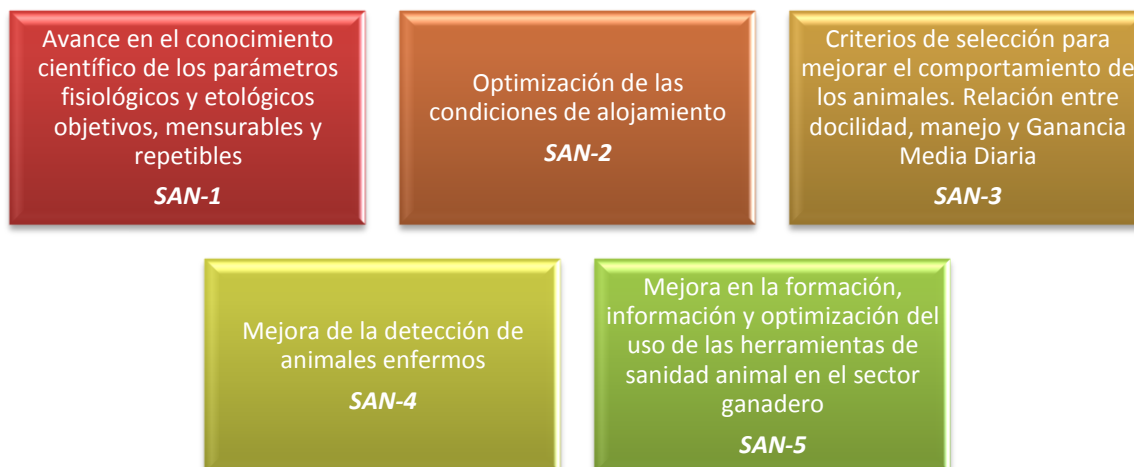 Avance en el conocimiento
científico de los parámetros
fisiológicos y etológicos
objetivos, mensurables y
repetibles
SAN-1
Optimización de las
condiciones de alojamiento
SAN-2
Criterios de selección para
mejorar el comportamiento de
los animales. Relación entre
docilidad, manejo y Ganancia
Media Diaria
SAN-3
Mejora de la detección de
animales enfermos
SAN-4
Mejora en la formación,
información y optimización del
uso de las herramientas de
sanidad animal en el sector
ganadero
SAN-5